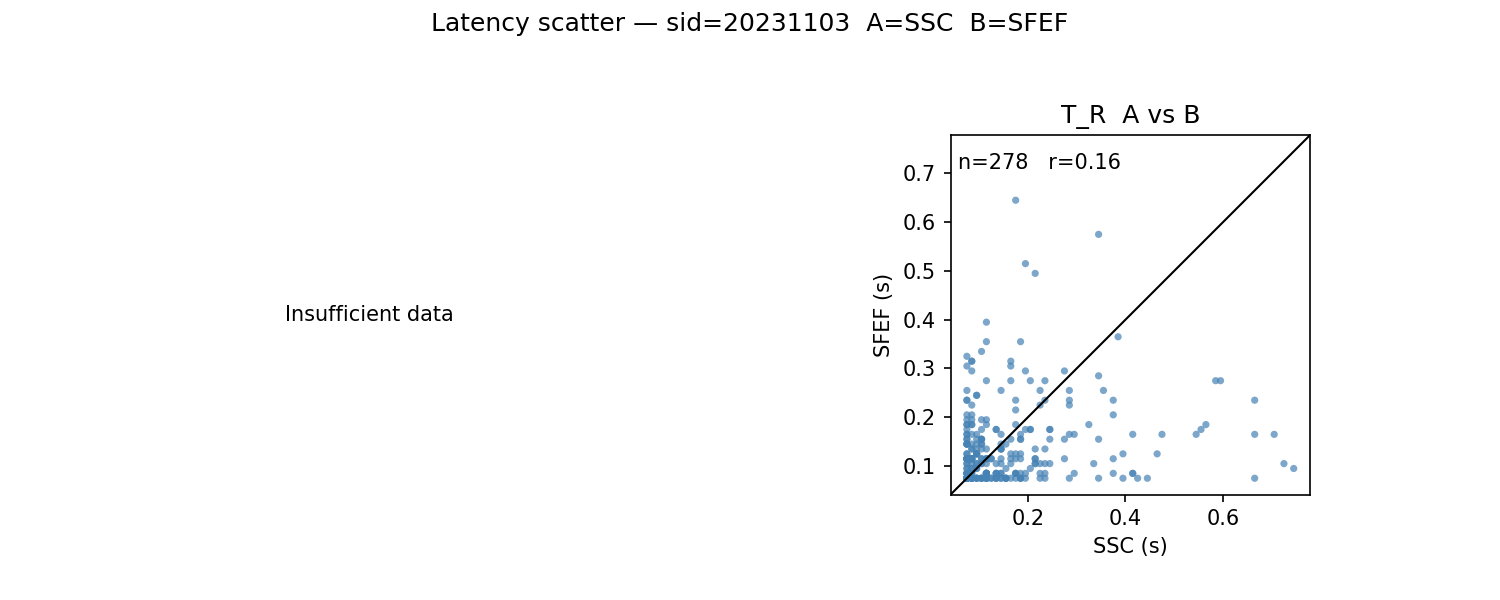 Latency scatter — sid=20231103  A=SSC  B=SFEF
Insufficient data
T_R  A vs B
n=278   r=0.16
0.7
0.6
0.5
0.4
0.3
0.2
0.1
SFEF (s)
0.2
0.4
0.6
SSC (s)